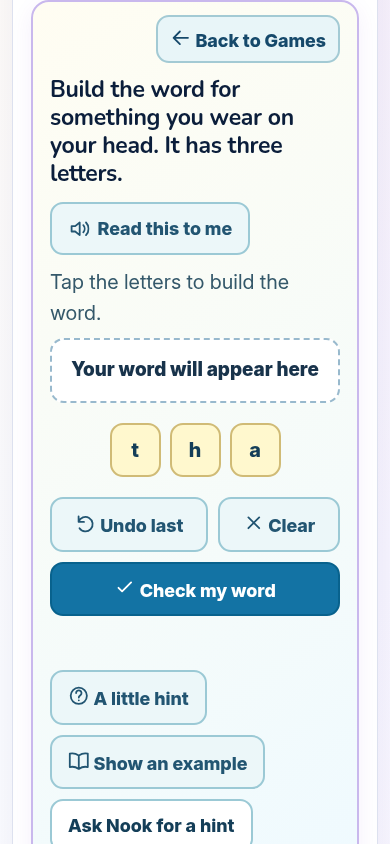 Back to Games
Build the word for
something you wear on
your head. It has three
letters.
Read this to me
Tap the letters to build the
word.
Your word will appear here
t h a
Undo last Clear
Check my word
A little hint
Show an example
Ask Nook for a hint